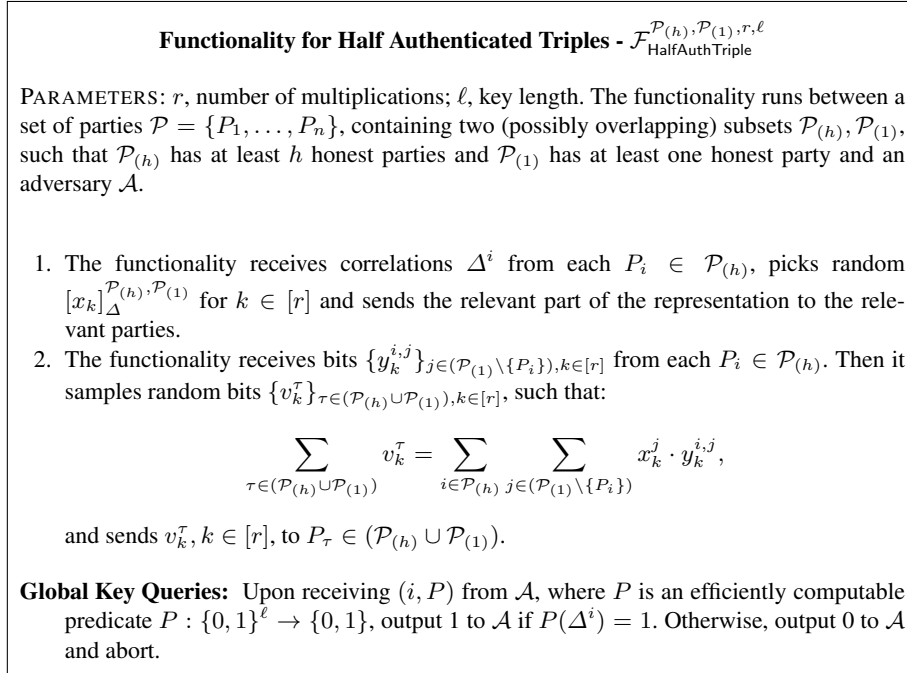 Functionality for Half Authenticated Triples - $\mathcal{F}_{\mathsf{HalfAuthTriple}}^{\mathcal{P}_{(h)},\mathcal{P}_{(1)},r,\ell}$
PARAMETERS: $r$, number of multiplications; $\ell$, key length. The functionality runs between a
set of parties $\mathcal{P} = \{P_1, \ldots, P_n\}$, containing two (possibly overlapping) subsets $\mathcal{P}_{(h)}, \mathcal{P}_{(1)}$,
such that $\mathcal{P}_{(h)}$ has at least $h$ honest parties and $\mathcal{P}_{(1)}$ has at least one honest party and an
adversary $\mathcal{A}$.
1. The functionality receives correlations $\Delta^i$ from each $P_i \in \mathcal{P}_{(h)}$, picks random
$[x_k]_{\Delta}^{\mathcal{P}_{(h)},\mathcal{P}_{(1)}}$ for $k \in [r]$ and sends the relevant part of the representation to the rele-
vant parties.
2. The functionality receives bits $\{y_k^{i,j}\}_{j \in (\mathcal{P}_{(1)} \setminus \{P_i\}), k \in [r]}$ from each $P_i \in \mathcal{P}_{(h)}$. Then it
samples random bits $\{v_k^\tau\}_{\tau \in (\mathcal{P}_{(h)} \cup \mathcal{P}_{(1)}), k \in [r]}$, such that:
$\sum_{\tau \in (\mathcal{P}_{(h)} \cup \mathcal{P}_{(1)})} v_k^\tau = \sum_{i \in \mathcal{P}_{(h)}} \sum_{j \in (\mathcal{P}_{(1)} \setminus \{P_i\})} x_k^j \cdot y_k^{i,j},$
and sends $v_k^\tau, k \in [r]$, to $P_\tau \in (\mathcal{P}_{(h)} \cup \mathcal{P}_{(1)})$.
Global Key Queries: Upon receiving $(i, P)$ from $\mathcal{A}$, where $P$ is an efficiently computable
predicate $P : \{0, 1\}^\ell \to \{0, 1\}$, output 1 to $\mathcal{A}$ if $P(\Delta^i) = 1$. Otherwise, output 0 to $\mathcal{A}$
and abort.